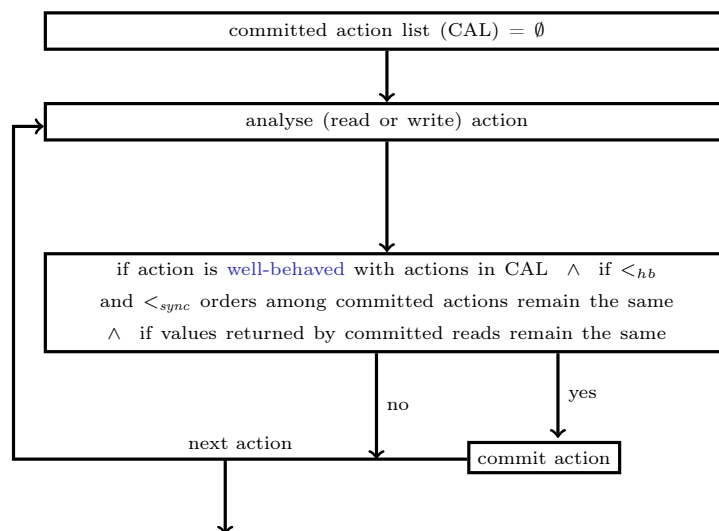 committed action list (CAL) = ∅
analyse (read or write) action
if action is well-behaved with actions in CAL ∧ if <hb
and <sync orders among committed actions remain the same
∧ if values returned by committed reads remain the same
no
yes
next action
commit action